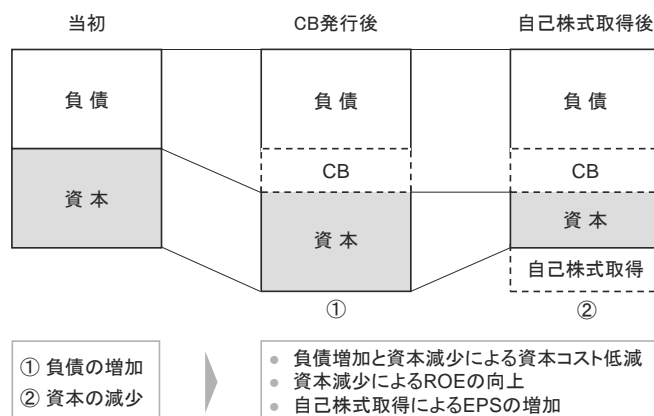 当初 CB発行後 自己株式取得後
負 債 負 債 負 債
CB CB
資 本
資 本
資 本
自己株式取得
① ②
① 負債の増加
② 資本の減少
● 負債増加と資本減少による資本コスト低減
● 資本減少によるROEの向上
● 自己株式取得によるEPSの増加